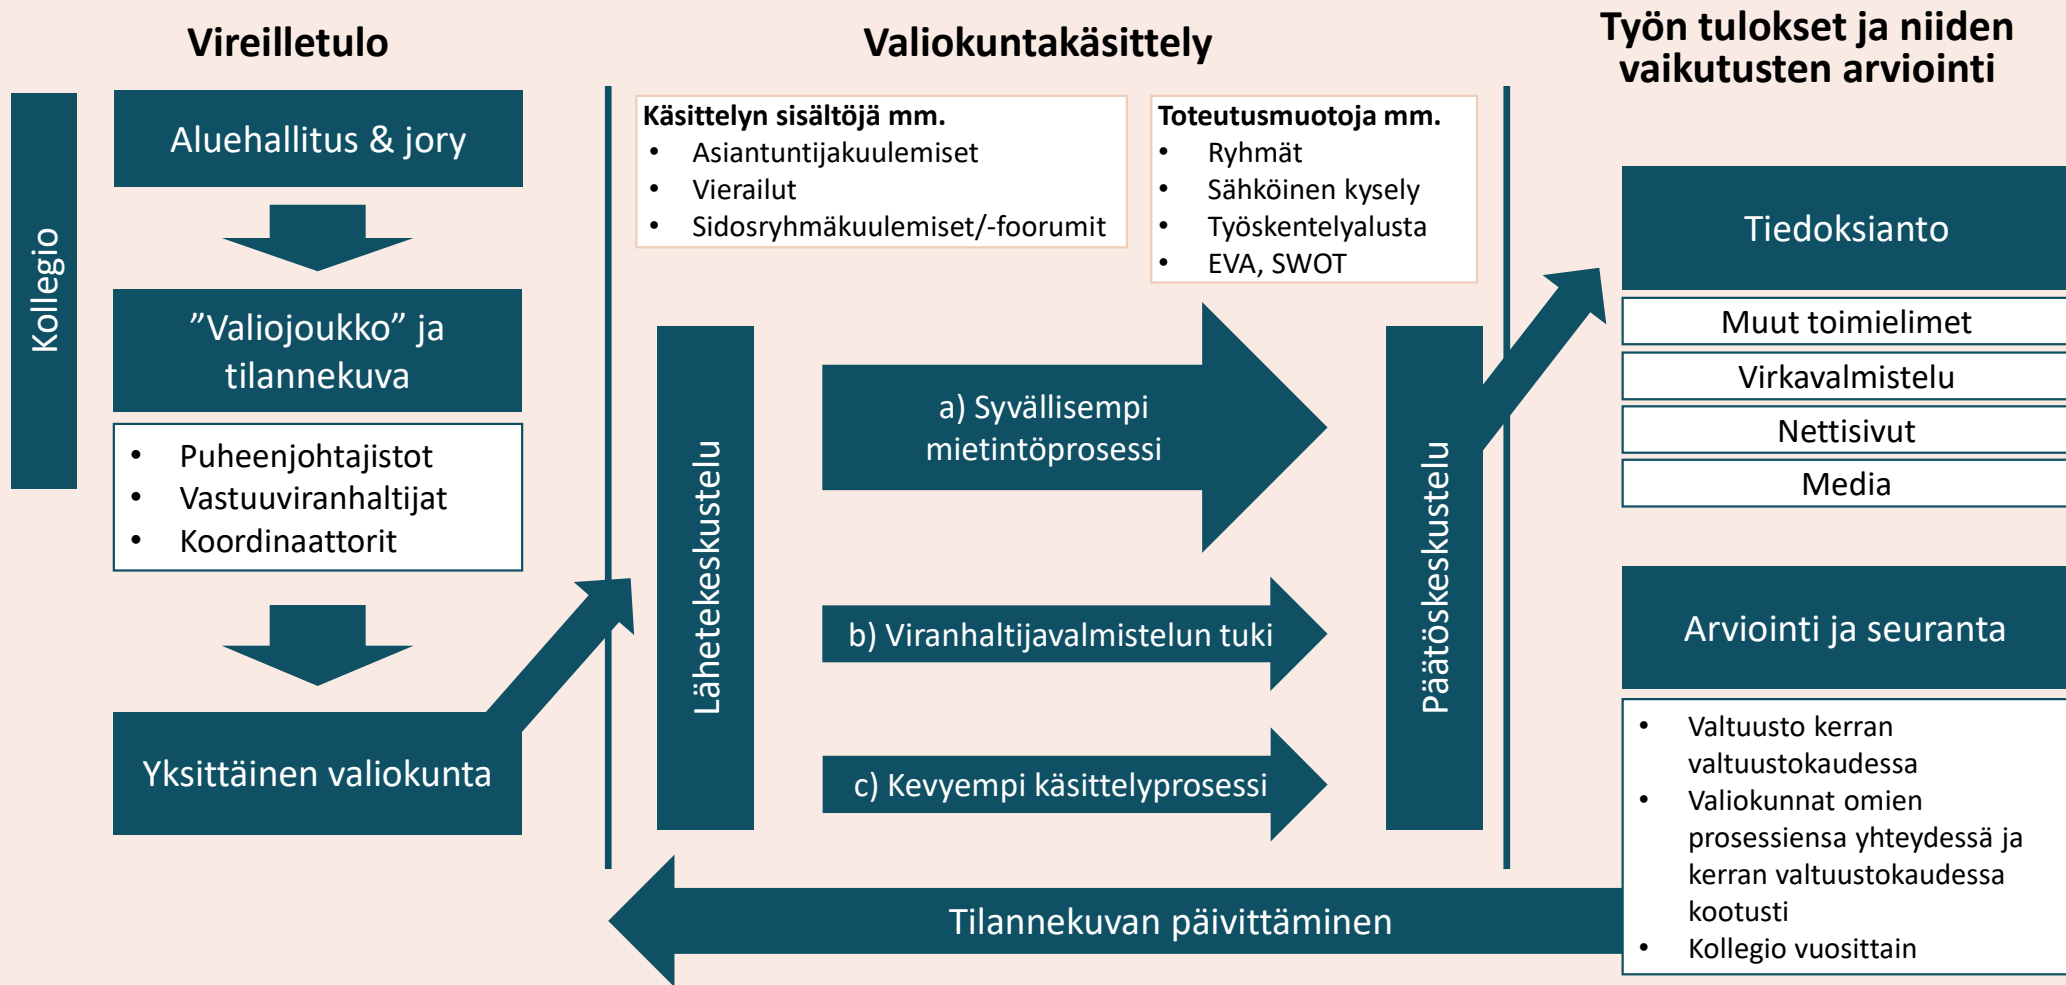 Vireilletulo
Kollegio
Aluehallitus & jory
”Valiojoukko” ja
tilannekuva
• Puheenjohtajistot
• Vastuuviranhaltijat
• Koordinaattorit
Yksittäinen valiokunta
Valiokuntakäsittely
Käsittelyn sisältöjä mm.
• Asiantuntijakuulemiset
• Vierailut
• Sidosryhmäkuulemiset/-foorumit
Toteutusmuotoja mm.
• Ryhmät
• Sähköinen kysely
• Työskentelyalusta
• EVA, SWOT
Lähetekeskustelu
a) Syvällisempi
mietintöprosessi
b) Viranhaltijavalmistelun tuki
c) Kevyempi käsittelyprosessi
Päätöskeskustelu
Työn tulokset ja niiden
vaikutusten arviointi
Tiedoksianto
Muut toimielimet
Virkavalmistelu
Nettisivut
Media
Arviointi ja seuranta
• Valtuusto kerran
valtuustokaudessa
• Valiokunnat omien
prosessiensa yhteydessä ja
kerran valtuustokaudessa
kootusti
• Kollegio vuosittain
Tilannekuvan päivittäminen